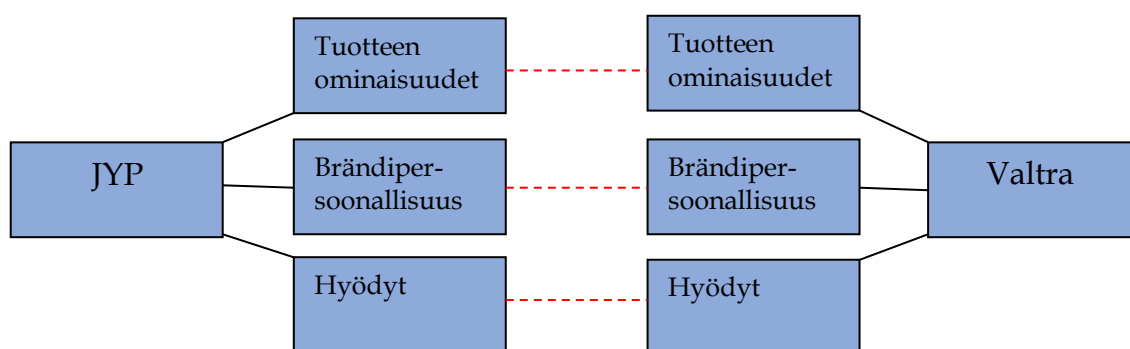 JYP
Tuotteen
ominaisuudet
Brändiper-
soonallisuus
Hyödyt
Tuotteen
ominaisuudet
Brändiper-
soonallisuus
Hyödyt
Valtra